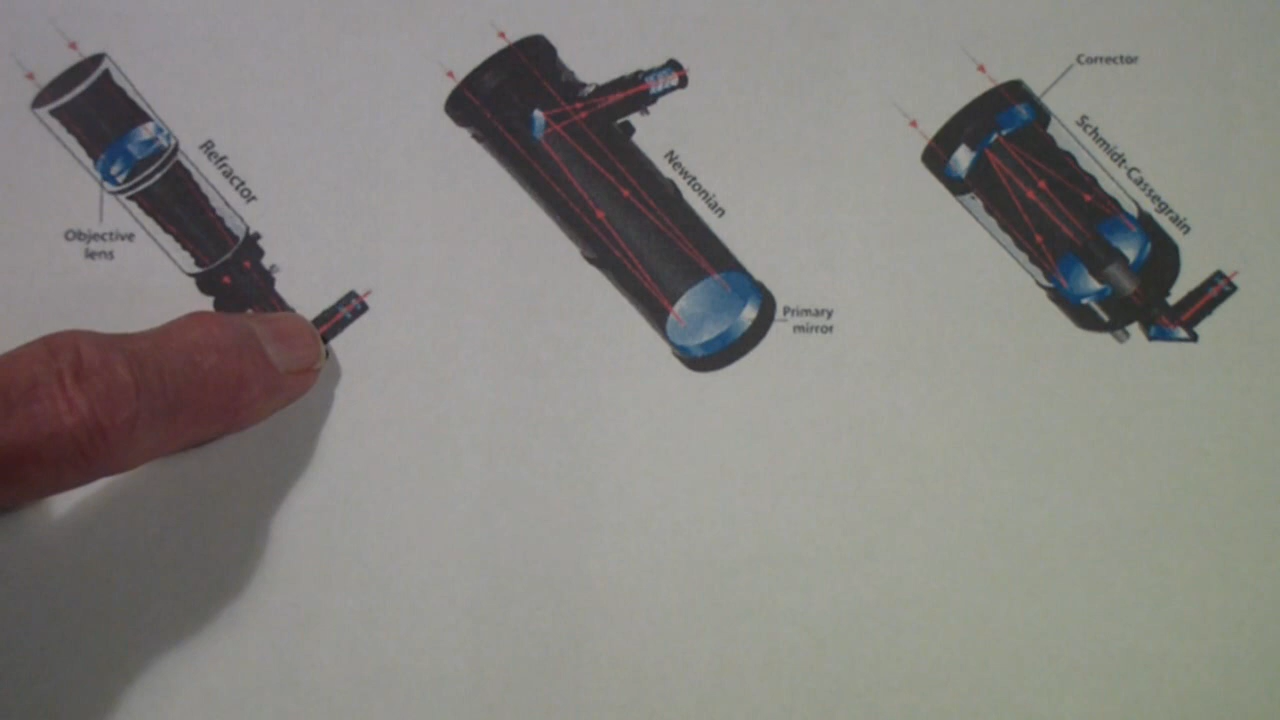 Refractor
Objective
lens
Newtonian
Primary
mirror
Corrector
Schmidt-Cassegrain